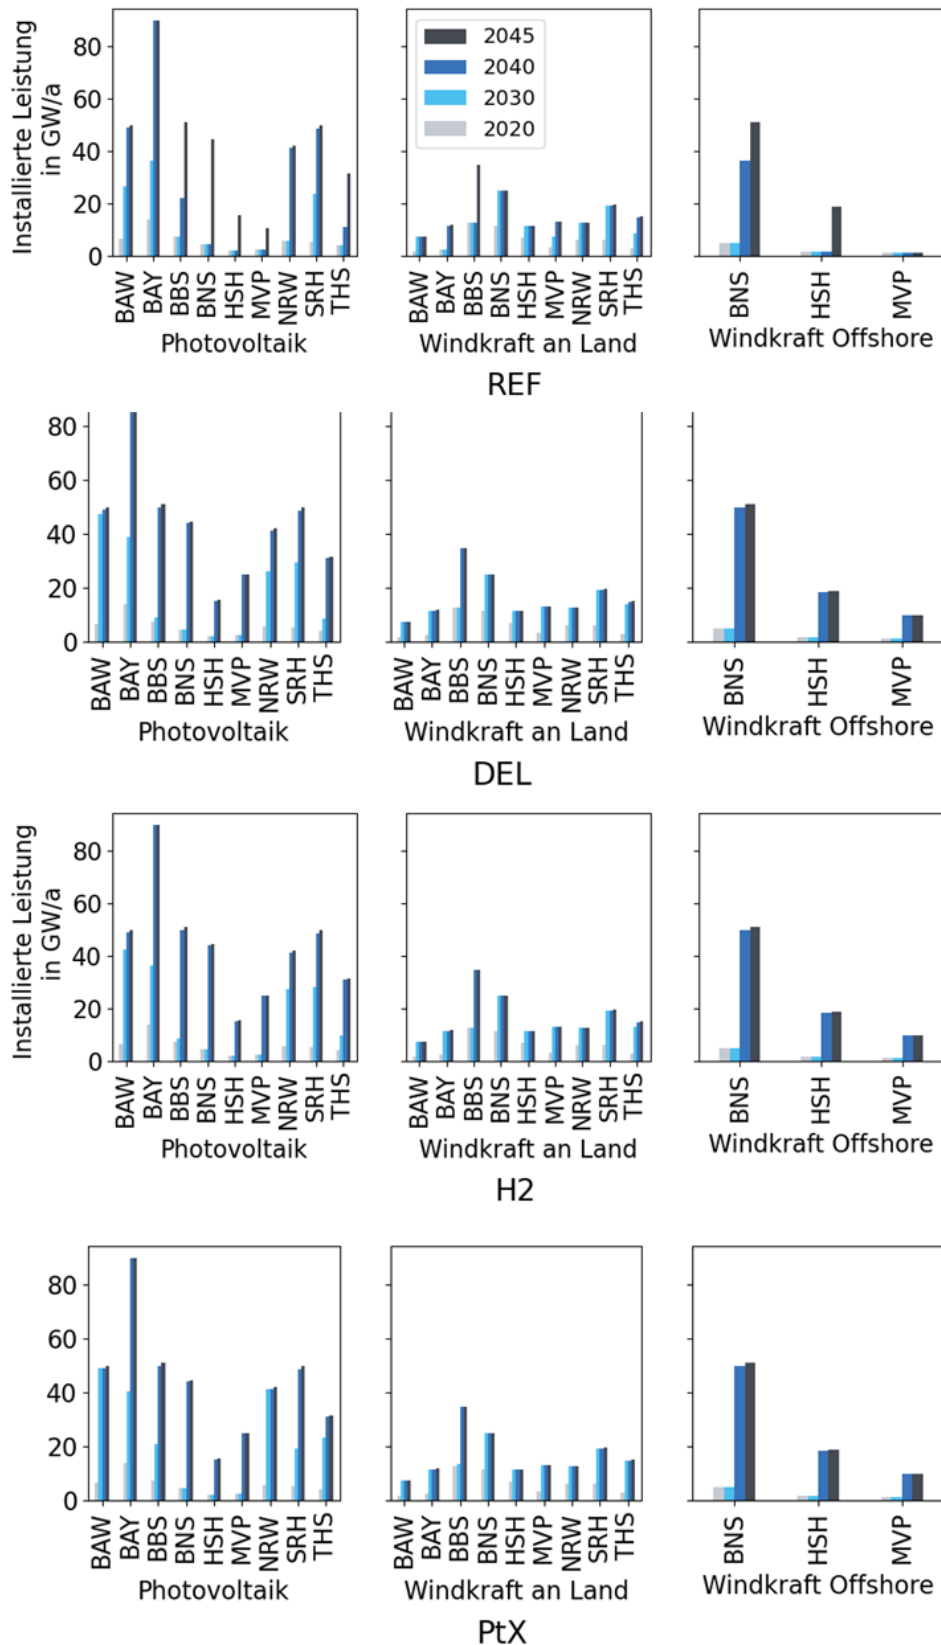 Installierte Leistung
in GW/a
80
60
40
20
0
2045
2040
2030
2020
BAW
BAY
BBS
BNS
HSH
MVP
NRW
SRH
THS
Photovoltaik
BAW
BAY
BBS
BNS
HSH
MVP
NRW
SRH
THS
Windkraft an Land
BNS
HSH
MVP
Windkraft Offshore
REF
80
60
40
20
0
BAW
BAY
BBS
BNS
HSH
MVP
NRW
SRH
THS
Photovoltaik
BAW
BAY
BBS
BNS
HSH
MVP
NRW
SRH
THS
Windkraft an Land
BNS
HSH
MVP
Windkraft Offshore
DEL
Installierte Leistung
in GW/a
80
60
40
20
0
BAW
BAY
BBS
BNS
HSH
MVP
NRW
SRH
THS
Photovoltaik
BAW
BAY
BBS
BNS
HSH
MVP
NRW
SRH
THS
Windkraft an Land
BNS
HSH
MVP
Windkraft Offshore
H2
80
60
40
20
0
BAW
BAY
BBS
BNS
HSH
MVP
NRW
SRH
THS
Photovoltaik
BAW
BAY
BBS
BNS
HSH
MVP
NRW
SRH
THS
Windkraft an Land
BNS
HSH
MVP
Windkraft Offshore
PtX